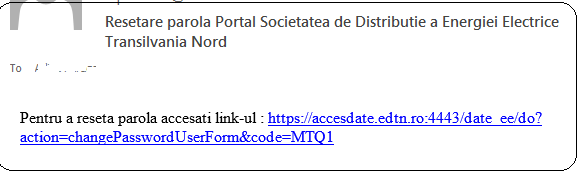 Resetare parola Portal Societatea de Distributie a Energiei Electrice
Transilvania Nord
To
Pentru a reseta parola accesati link-ul : https://accesdate.edtn.ro:4443/date_ee/do?
action=changePasswordUserForm&code=MTQ1